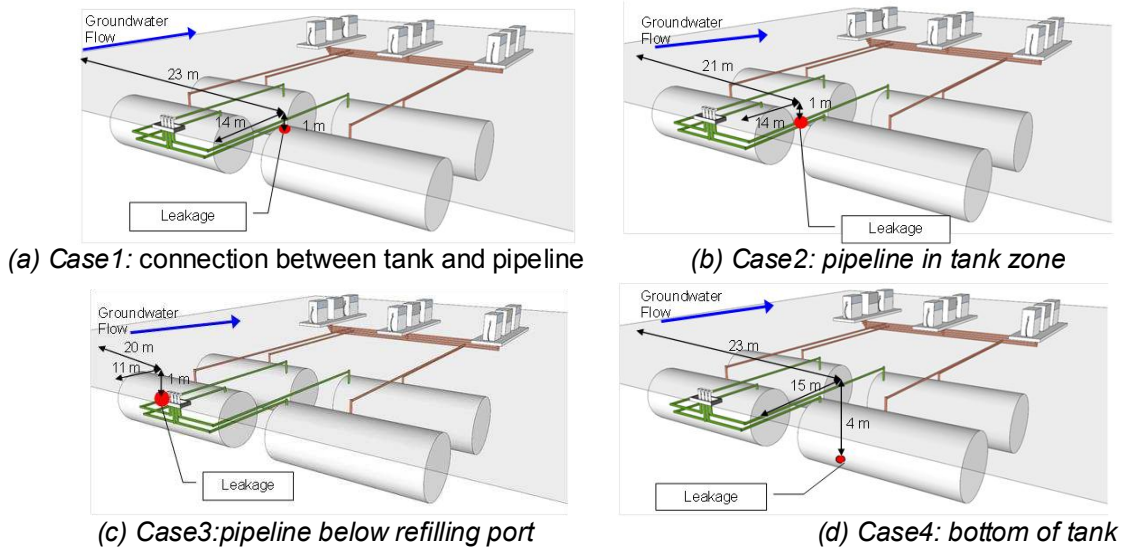 Groundwater
Flow
23 m
14 m
1 m
Leakage
(a) Case1: connection between tank and pipeline
Groundwater
Flow
21 m
1 m
14 m
Leakage
(b) Case2: pipeline in tank zone
Groundwater
Flow
20 m
11 m
1 m
Leakage
(c) Case3:pipeline below refilling port
Groundwater
Flow
23 m
15 m
4 m
Leakage
(d) Case4: bottom of tank